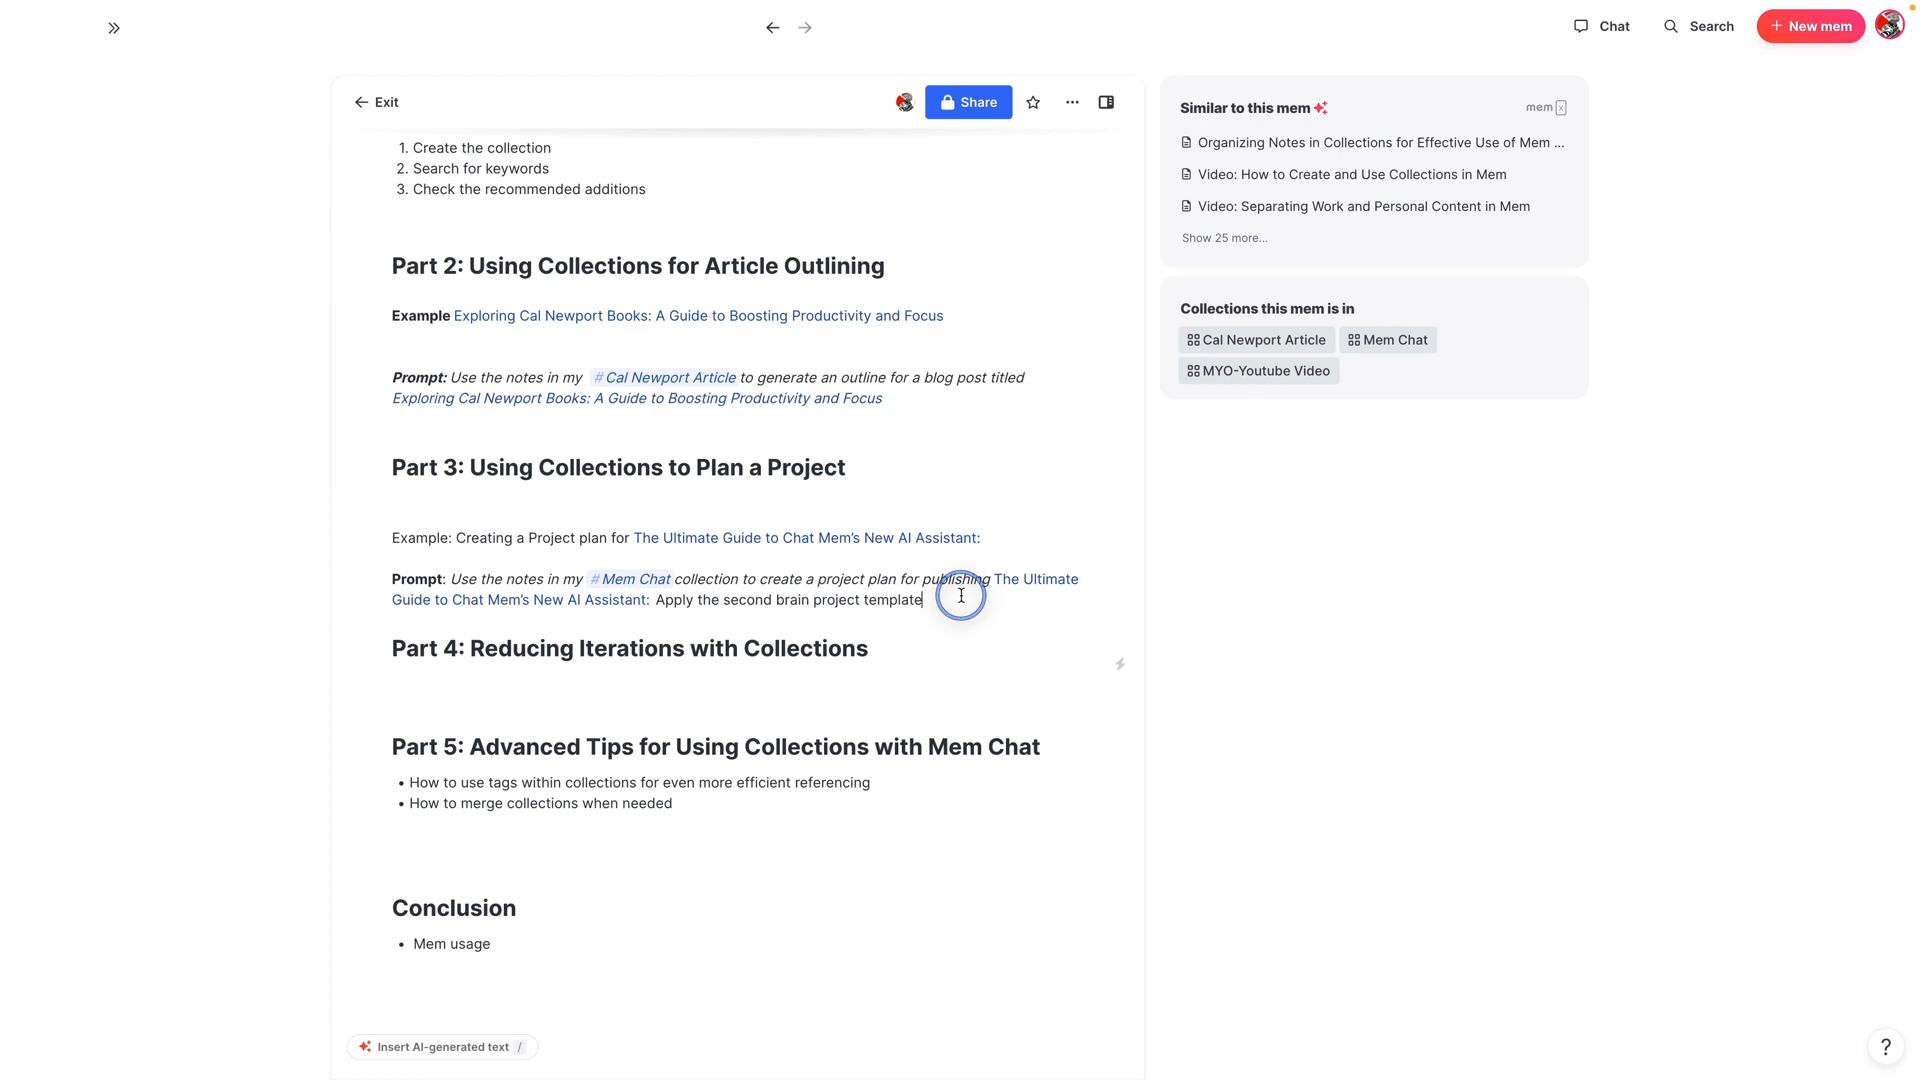 Chat
Search
+ New mem
← Exit
Share
1. Create the collection
2. Search for keywords
3. Check the recommended additions
Part 2: Using Collections for Article Outlining
Example Exploring Cal Newport Books: A Guide to Boosting Productivity and Focus
Prompt: Use the notes in my #Cal Newport Article to generate an outline for a blog post titled
Exploring Cal Newport Books: A Guide to Boosting Productivity and Focus
Part 3: Using Collections to Plan a Project
Example: Creating a Project plan for The Ultimate Guide to Chat Mem's New AI Assistant:
Prompt: Use the notes in my #Mem Chat collection to create a project plan for publishing The Ultimate
Guide to Chat Mem's New AI Assistant: Apply the second brain project template
Part 4: Reducing Iterations with Collections
Part 5: Advanced Tips for Using Collections with Mem Chat
• How to use tags within collections for even more efficient referencing
• How to merge collections when needed
Conclusion
• Mem usage
Insert AI-generated text /
Similar to this mem
mem x
Organizing Notes in Collections for Effective Use of Mem ...
Video: How to Create and Use Collections in Mem
Video: Separating Work and Personal Content in Mem
Show 25 more...
Collections this mem is in
Cal Newport Article
Mem Chat
MYO-Youtube Video
?